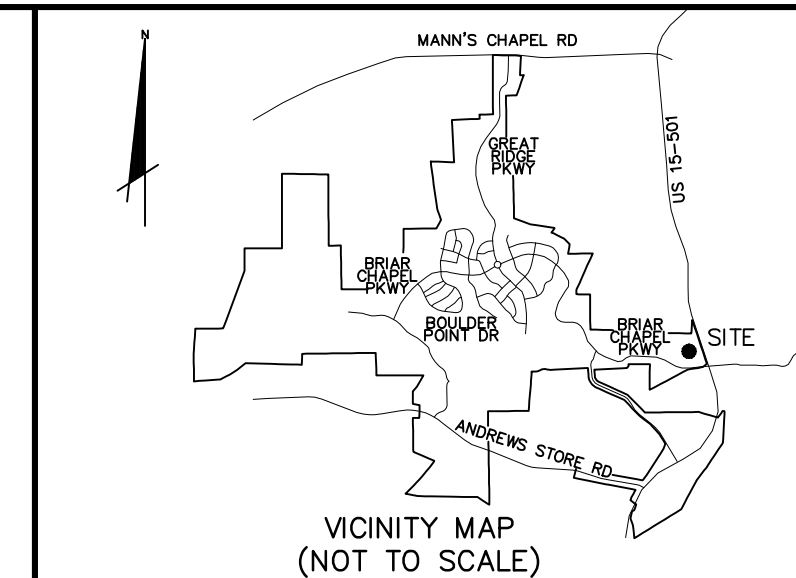 N
MANN'S CHAPEL RD
US 15-501
GREAT
RIDGE
PKWY
BRIAR
CHAPEL
PKWY
BOULDER
POINT DR
BRIAR
CHAPEL
PKWY
SITE
ANDREWS STORE RD
VICINITY MAP
(NOT TO SCALE)